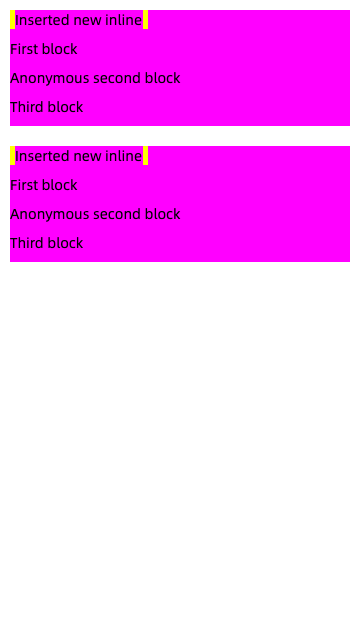 Inserted new inline
First block
Anonymous second block
Third block
Inserted new inline
First block
Anonymous second block
Third block